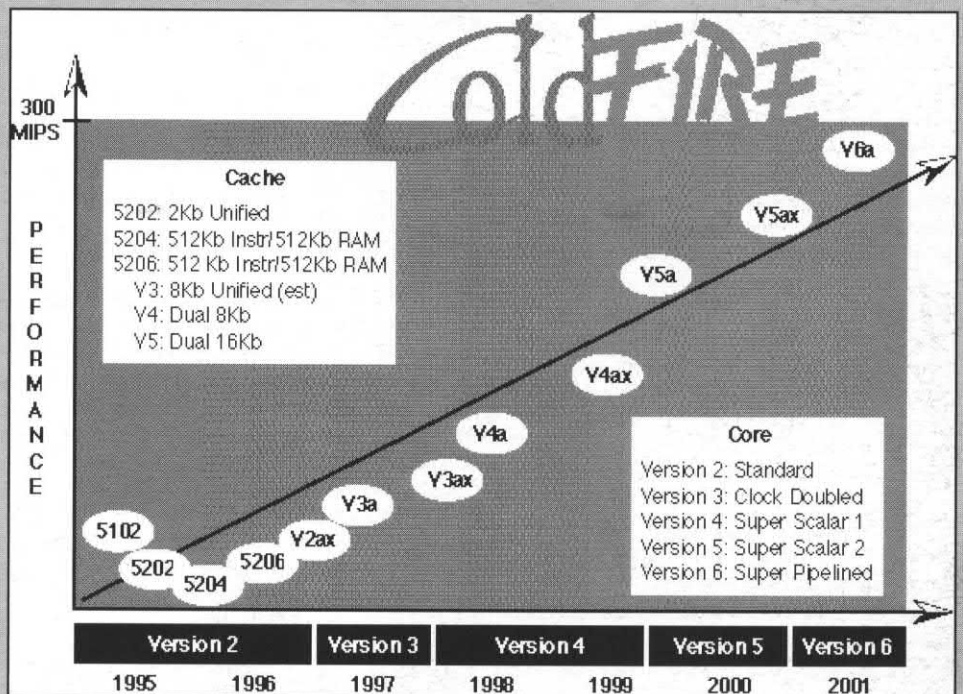 ColdFIRE
300
MIPS
PERFORMANCE
Cache
5202: 2Kb Unified
5204: 512Kb Instr/512Kb RAM
5206: 512 Kb Instr/512Kb RAM
V3: 8Kb Unified (est)
V4: Dual 8Kb
V5: Dual 16Kb
V6a
V5ax
V5a
V4ax
V4a
V3ax
V3a
V2ax
5206
5204
5202
5102
Core
Version 2: Standard
Version 3: Clock Doubled
Version 4: Super Scalar 1
Version 5: Super Scalar 2
Version 6: Super Pipelined
Version 2 Version 3 Version 4 Version 5 Version 6
1995 1996 1997 1998 1999 2000 2001